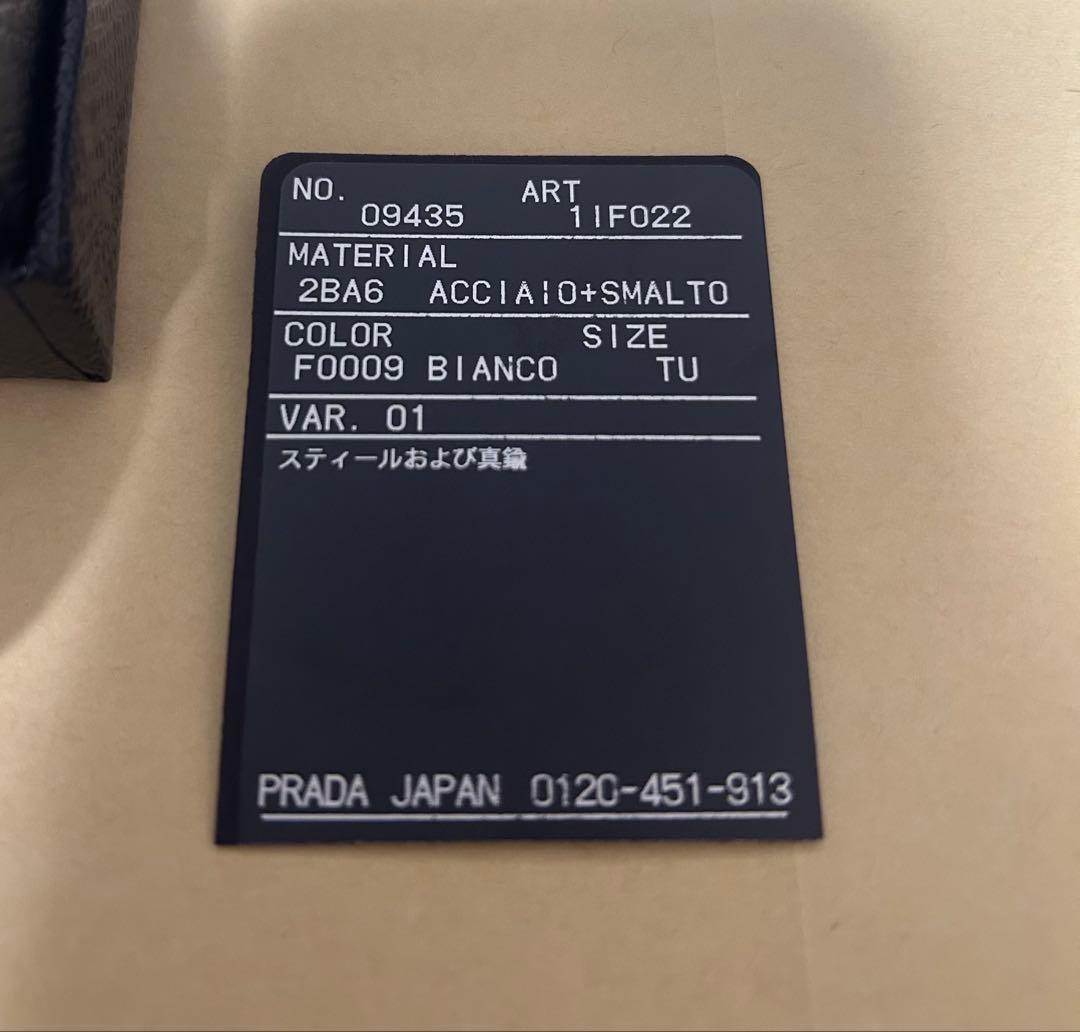 NO. ART
09435 1IF022
MATERIAL
2BA6 ACCIAIO+SMALTO
COLOR SIZE
F0009 BIANCO TU
VAR. 01
スティールおよび真鍮
PRADA JAPAN 0120-451-913